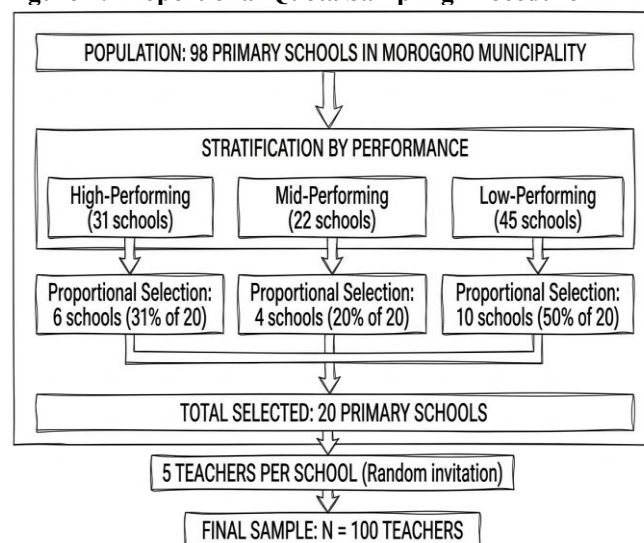 POPULATION: 98 PRIMARY SCHOOLS IN MOROGORO MUNICIPALITY
STRATIFICATION BY PERFORMANCE
High-Performing
(31 schools)
Mid-Performing
(22 schools)
Low-Performing
(45 schools)
Proportional Selection:
6 schools (31% of 20)
Proportional Selection:
4 schools (20% of 20)
Proportional Selection:
10 schools (50% of 20)
TOTAL SELECTED: 20 PRIMARY SCHOOLS
5 TEACHERS PER SCHOOL (Random invitation)
FINAL SAMPLE: N = 100 TEACHERS